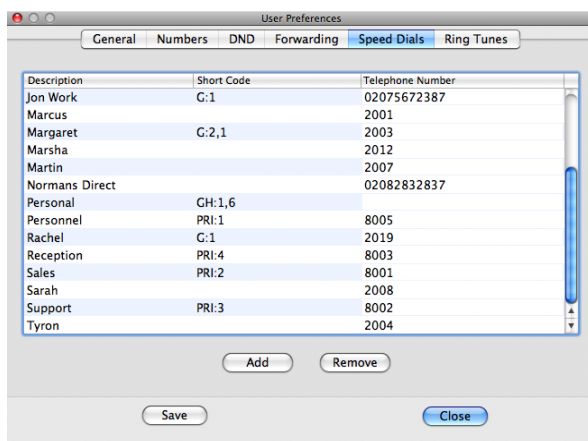 User Preferences
General Numbers DND Forwarding Speed Dials Ring Tunes
Description Short Code Telephone Number
Jon Work G:1 02075672387
Marcus 2001
Margaret G:2,1 2003
Marsha 2012
Martin 2007
Normans Direct 02082832837
Personal GH:1,6
Personnel PRI:1 8005
Rachel G:1 2019
Reception PRI:4 8003
Sales PRI:2 8001
Sarah 2008
Support PRI:3 8002
Tyron 2004
Add Remove
Save Close